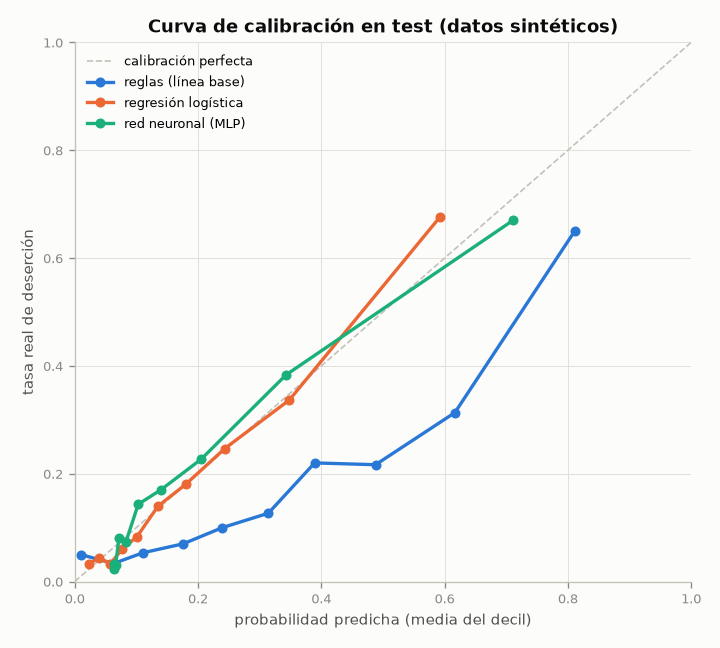 Curva de calibración en test (datos sintéticos)
calibración perfecta
reglas (línea base)
regresión logística
red neuronal (MLP)
tasa real de deserción
1.0
0.8
0.6
0.4
0.2
0.0
0.0 0.2 0.4 0.6 0.8 1.0
probabilidad predicha (media del decil)